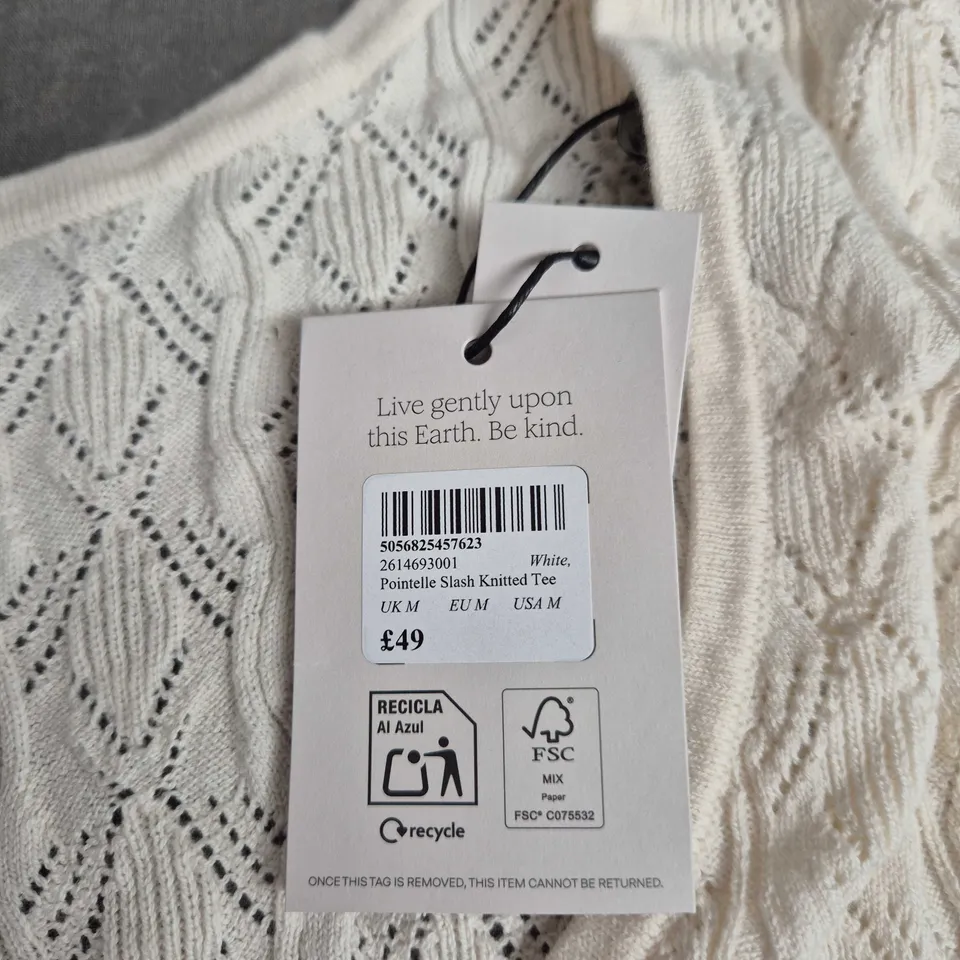 Live gently upon
this Earth. Be kind.
5056825457623
2614693001 White,
Pointelle Slash Knitted Tee
UK M EU M USA M
£49
RECICLA
Al Azul
recycle
FSC
MIX
Paper
FSC® C075532
ONCE THIS TAG IS REMOVED, THIS ITEM CANNOT BE RETURNED.